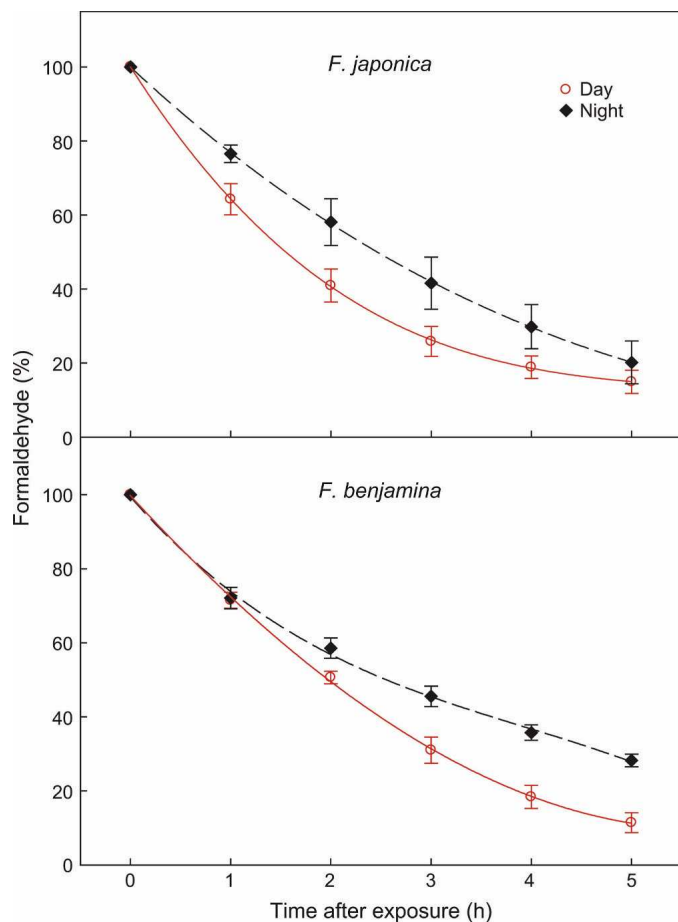 F. japonica
Day
Night
100
80
60
40
20
0
Formaldehyde (%)
F. benjamina
100
80
60
40
20
0
0 1 2 3 4 5
Time after exposure (h)